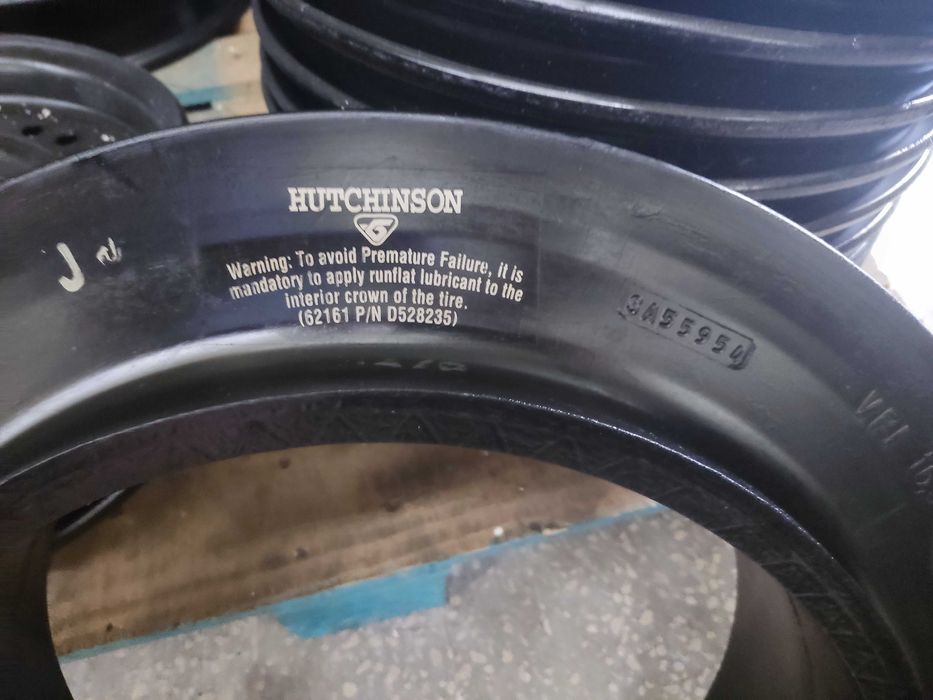 HUTCHINSON
Warning: To avoid Premature Failure, it is
mandatory to apply runflat lubricant to the
interior crown of the tire.
(62161 P/N D528235)
3A55954
VFI